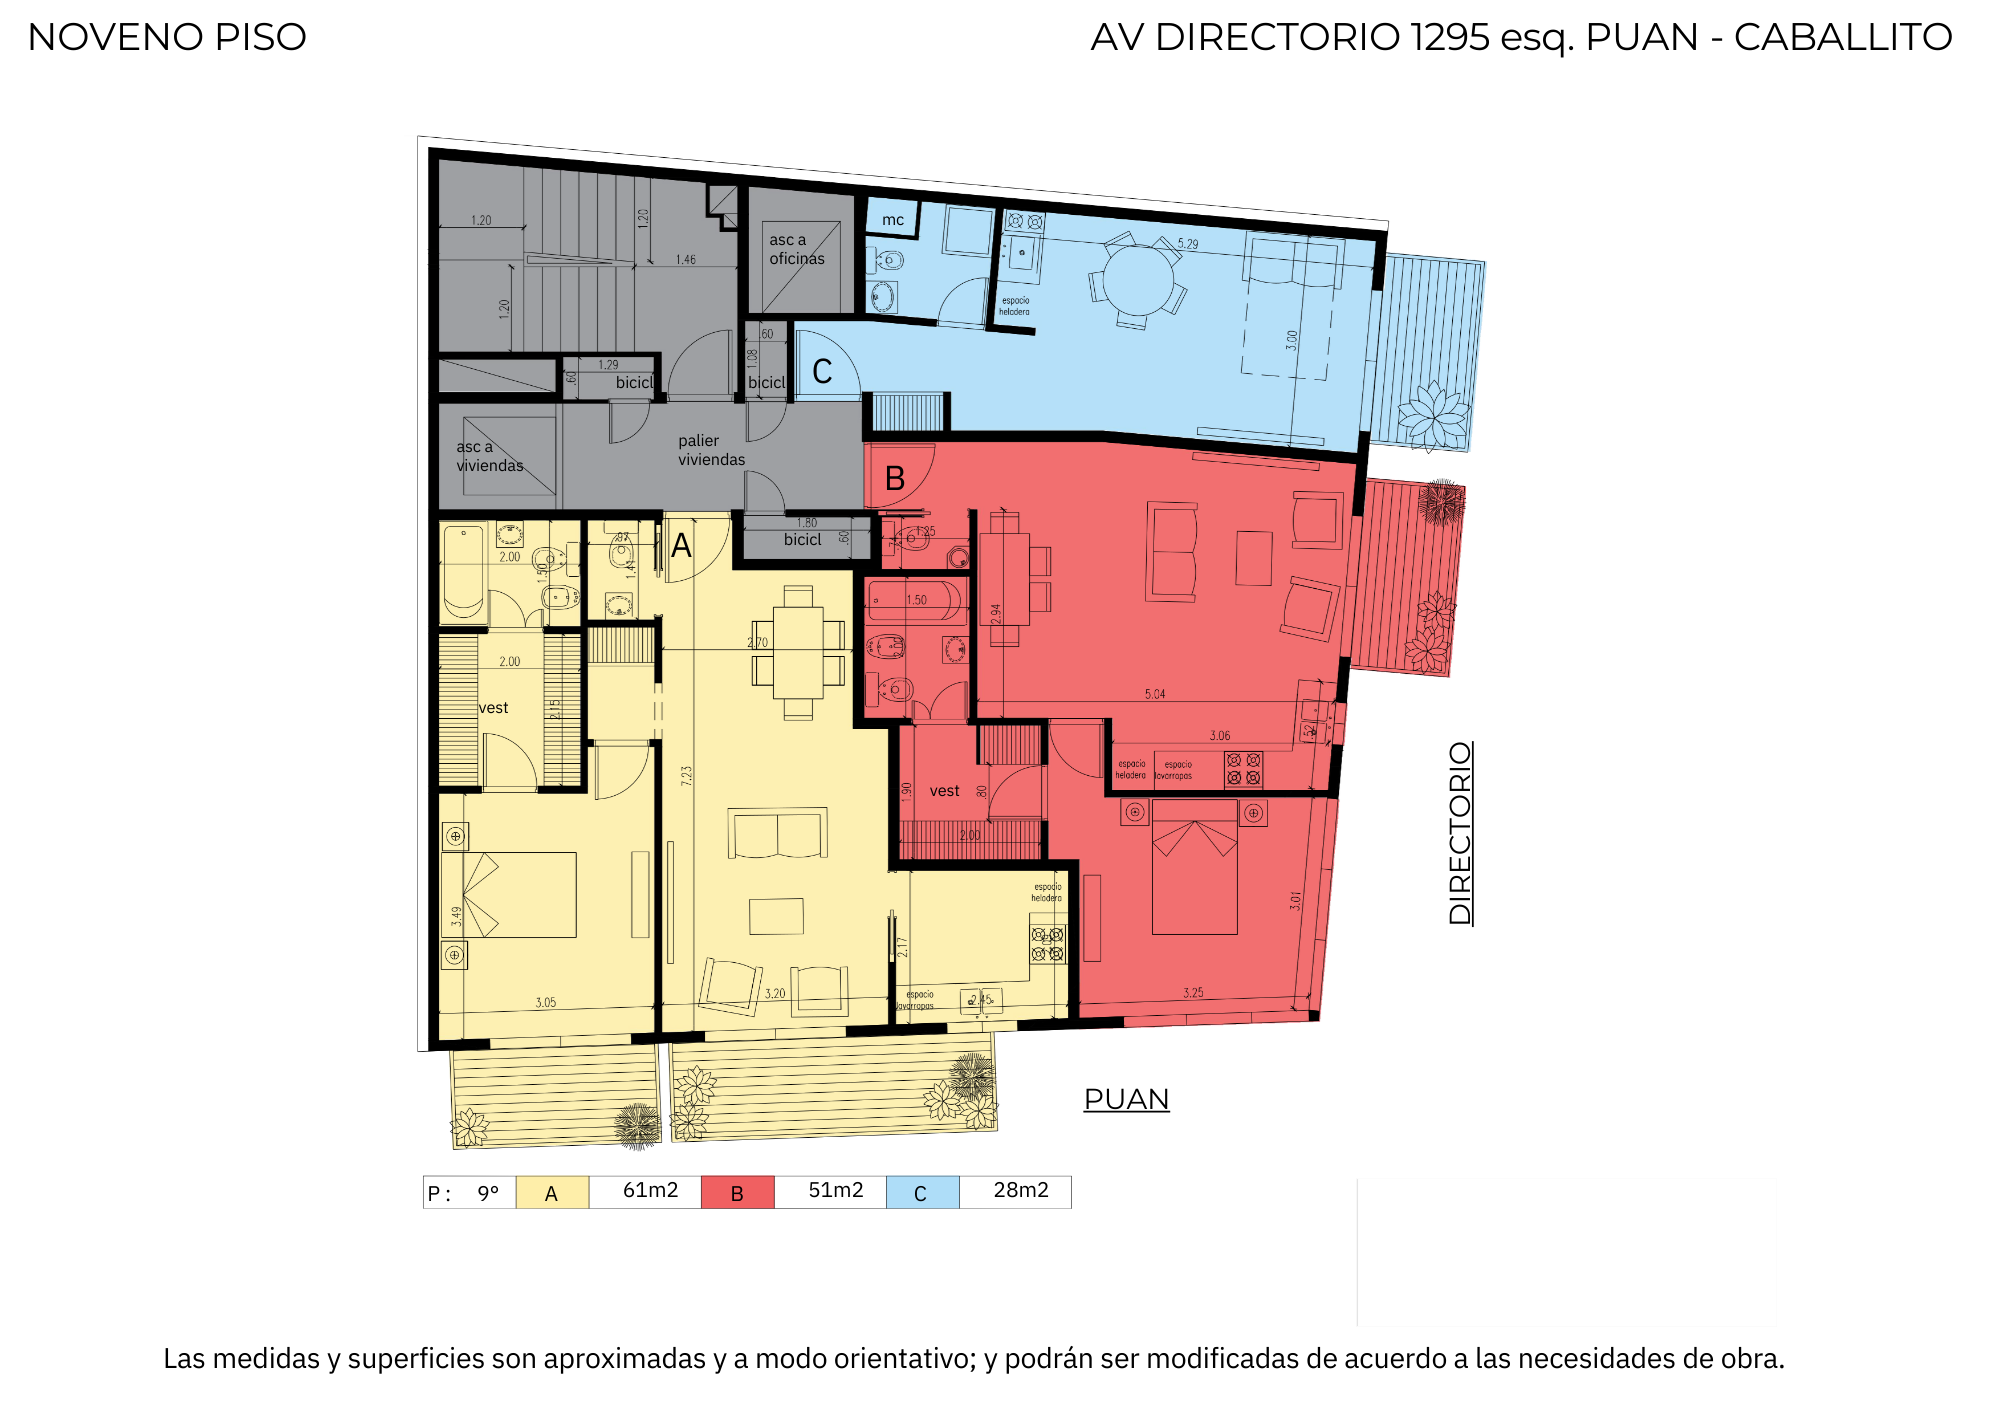 NOVENO PISO
AV DIRECTORIO 1295 esq. PUAN - CABALLITO
1.20
1.20
1.46
1.20
asc a
oficinas
mc
5.29
espacio
heladera
3.00
.60
1.08
bicicl
1.29
.60
bicicl
C
asc a
viviendas
palier
viviendas
B
1.80
bicicl
.60
A
2.00
1.50
.97
1.41
1.25
.74
1.50
2.94
2.70
2.00
vest
2.15
5.04
3.06
espacio
heladera
espacio
lavarropas
7.23
1.90
vest
.80
2.00
espacio
heladera
3.49
3.05
3.20
2.17
espacio
lavarropas
2.45
3.01
3.25
DIRECTORIO
PUAN
P : 9º A 61m2 B 51m2 C 28m2
Las medidas y superficies son aproximadas y a modo orientativo; y podrán ser modificadas de acuerdo a las necesidades de obra.